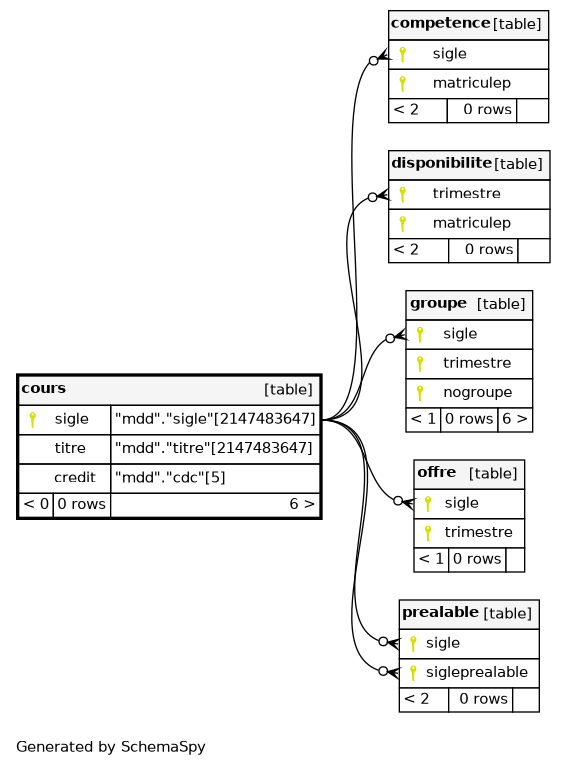 competence [table]
sigle
matriculep
< 2 0 rows
disponibilite [table]
trimestre
matriculep
< 2 0 rows
groupe [table]
sigle
trimestre
nogroupe
< 1 0 rows 6 >
cours [table]
sigle "mdd"."sigle"[2147483647]
titre "mdd"."titre"[2147483647]
credit "mdd"."cdc"[5]
< 0 0 rows 6 >
offre [table]
sigle
trimestre
< 1 0 rows
prealable [table]
sigle
sigleprealable
< 2 0 rows
Generated by SchemaSpy